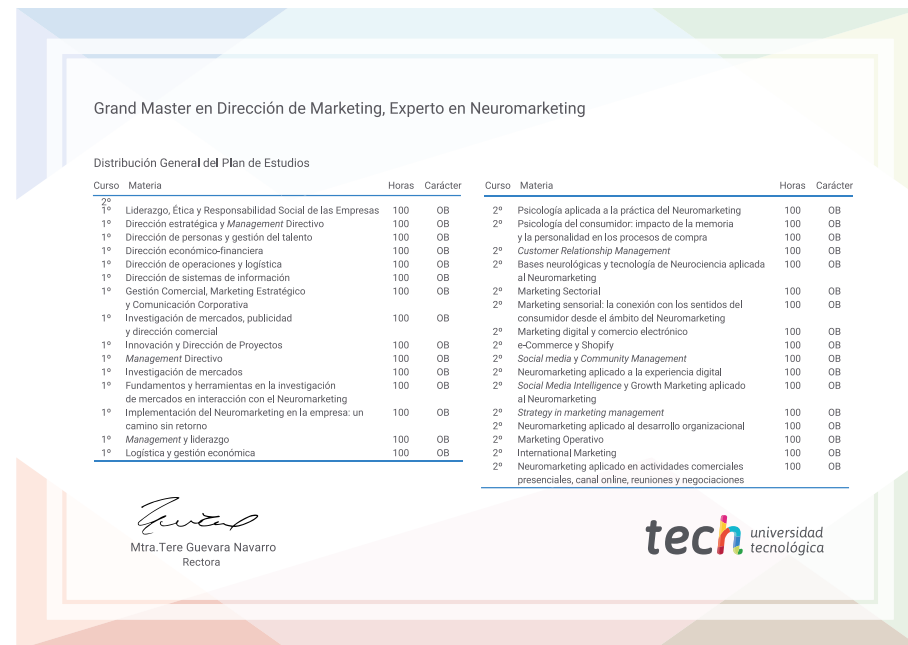 Grand Master en Dirección de Marketing, Experto en Neuromarketing
Distribución General del Plan de Estudios
Curso Materia Horas Carácter
2º
1º Liderazgo, Ética y Responsabilidad Social de las Empresas 100 OB
1º Dirección estratégica y Management Directivo 100 OB
1º Dirección de personas y gestión del talento 100 OB
1º Dirección económico-financiera 100 OB
1º Dirección de operaciones y logística 100 OB
1º Dirección de sistemas de información 100 OB
1º Gestión Comercial, Marketing Estratégico 100 OB
y Comunicación Corporativa
1º Investigación de mercados, publicidad 100 OB
y dirección comercial
1º Innovación y Dirección de Proyectos 100 OB
1º Management Directivo 100 OB
1º Investigación de mercados 100 OB
1º Fundamentos y herramientas en la investigación 100 OB
de mercados en interacción con el Neuromarketing
1º Implementación del Neuromarketing en la empresa: un 100 OB
camino sin retorno
1º Management y liderazgo 100 OB
1º Logística y gestión económica 100 OB
Curso Materia Horas Carácter
2º Psicología aplicada a la práctica del Neuromarketing 100 OB
2º Psicología del consumidor: impacto de la memoria 100 OB
y la personalidad en los procesos de compra 100 OB
2º Customer Relationship Management 100 OB
2º Bases neurológicas y tecnología de Neurociencia aplicada 100 OB
al Neuromarketing
2º Marketing Sectorial 100 OB
2º Marketing sensorial: la conexión con los sentidos del 100 OB
consumidor desde el ámbito del Neuromarketing
2º Marketing digital y comercio electrónico 100 OB
2º e-Commerce y Shopify 100 OB
2º Social media y Community Management 100 OB
2º Neuromarketing aplicado a la experiencia digital 100 OB
2º Social Media Intelligence y Growth Marketing aplicado 100 OB
al Neuromarketing
2º Strategy in marketing management 100 OB
2º Neuromarketing aplicado al desarrollo organizacional 100 OB
2º Marketing Operativo 100 OB
2º International Marketing 100 OB
2º Neuromarketing aplicado en actividades comerciales 100 OB
presenciales, canal online, reuniones y negociaciones
Mtra.Tere Guevara Navarro
Rectora
tech universidad
tecnológica